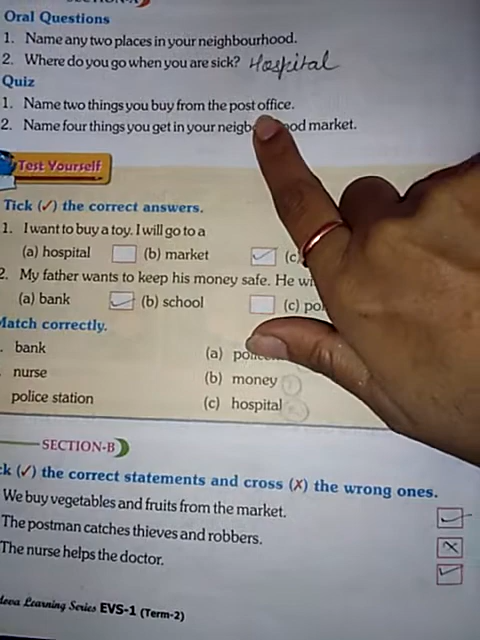 Oral Questions
1. Name any two places in your neighbourhood.
2. Where do you go when you are sick? Hospital
Quiz
1. Name two things you buy from the post office.
2. Name four things you get in your market.
Test Yourself
Tick (✓) the correct answers.
1. I want to buy a toy. I will go to a
(a) hospital (b) market (c)
2. My father wants to keep his money safe. He
(a) bank (b) school (c)
Match correctly.
bank (a)
nurse (b) money
police station (c) hospital
SECTION-B
(✓) the correct statements and cross (✗) the wrong ones.
We buy vegetables and fruits from the market.
The postman catches thieves and robbers.
The nurse helps the doctor.
Learning Series EVS-1 (Term-2)